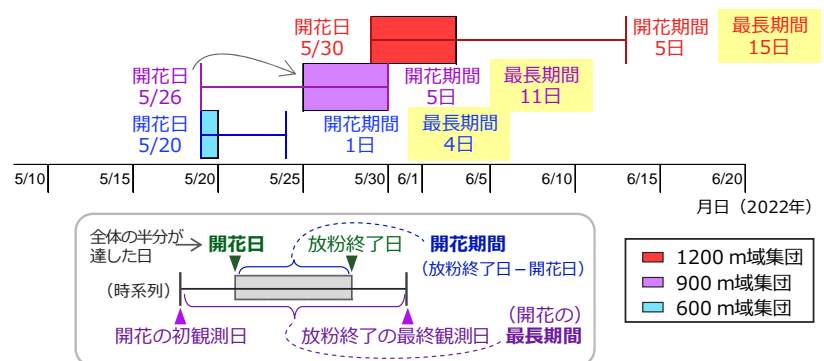 開花日
5/30
開花期間
5日
最長期間
15日
開花日
5/26
開花期間
5日
最長期間
11日
開花日
5/20
開花期間
1日
最長期間
4日
5/10 5/15 5/20 5/25 5/30 6/1 6/5 6/10 6/15 6/20
月日（2022年）
全体の半分が
達した日
開花日
放粉終了日
開花期間
（放粉終了日－開花日）
（時系列）
（開花の）
開花の初観測日
放粉終了の最終観測日
最長期間
1200 m域集団
900 m域集団
600 m域集団